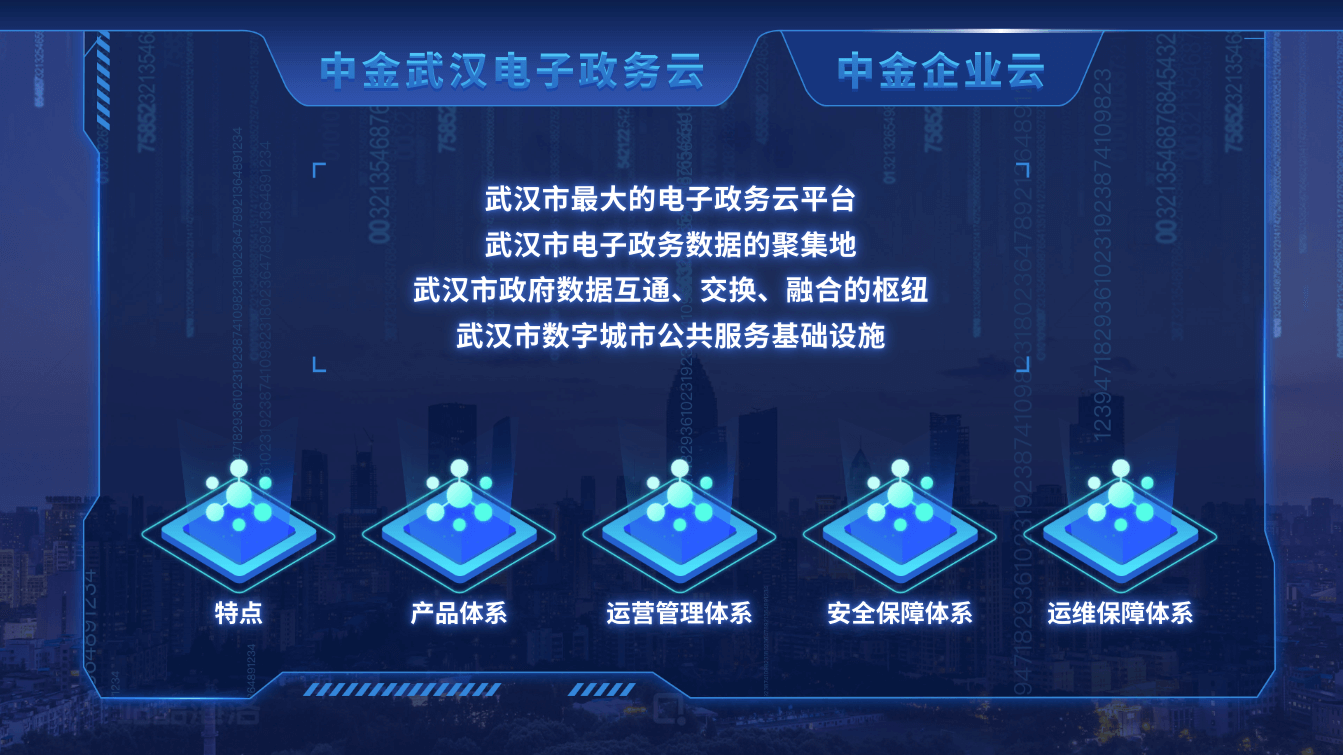 中金武汉电子政务云
中金企业云
武汉市最大的电子政务云平台
武汉市电子政务数据的聚集地
武汉市政府数据互通、交换、融合的枢纽
武汉市数字城市公共服务基础设施
特点
产品体系
运营管理体系
安全保障体系
运维保障体系